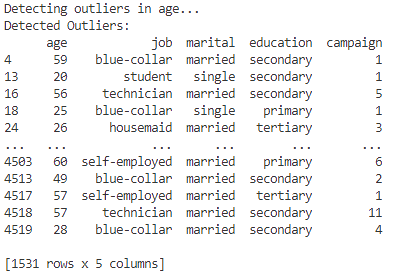 Detecting outliers in age...
Detected Outliers:
age job marital education campaign
4 59 blue-collar married secondary 1
13 20 student single secondary 1
16 56 technician married secondary 5
18 25 blue-collar single primary 1
24 26 housemaid married tertiary 3
... ... ... ... ... ...
4503 60 self-employed married primary 6
4513 49 blue-collar married secondary 2
4517 57 self-employed married tertiary 1
4518 57 technician married secondary 11
4519 28 blue-collar married secondary 4
[1531 rows x 5 columns]